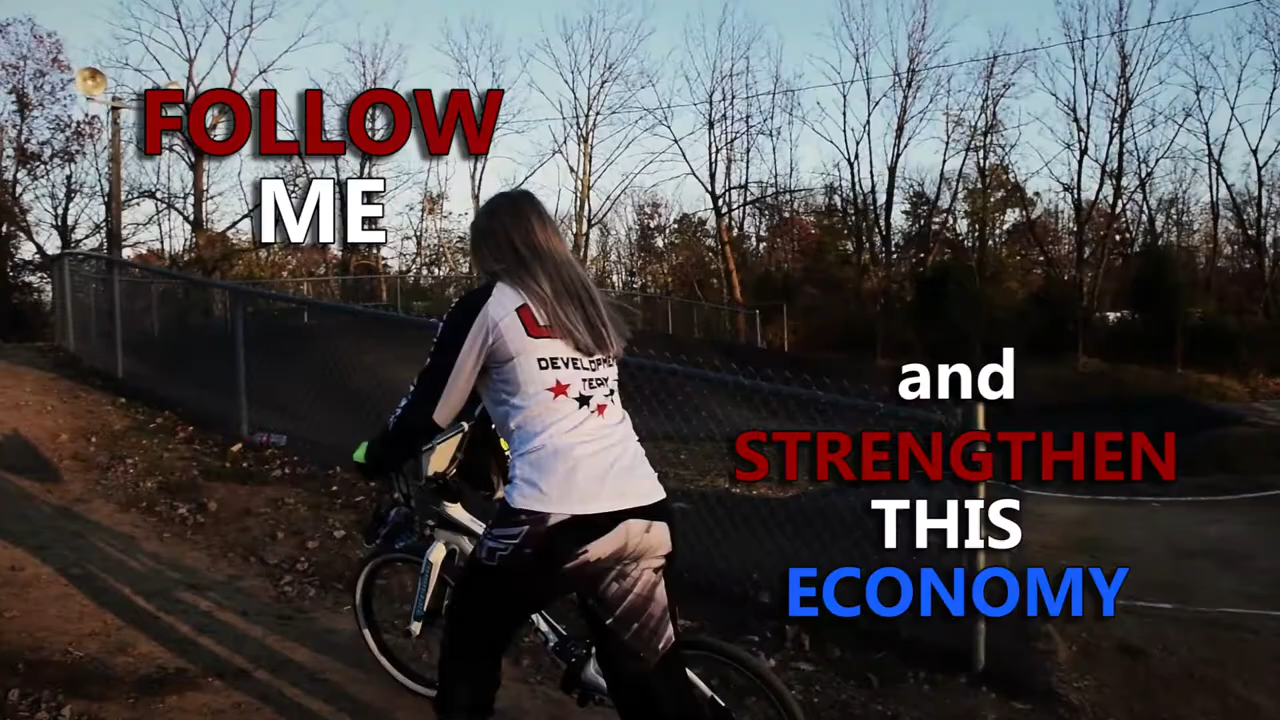 FOLLOW
ME
DEVELOPMENT
TEAM
and
STRENGTHEN
THIS
ECONOMY